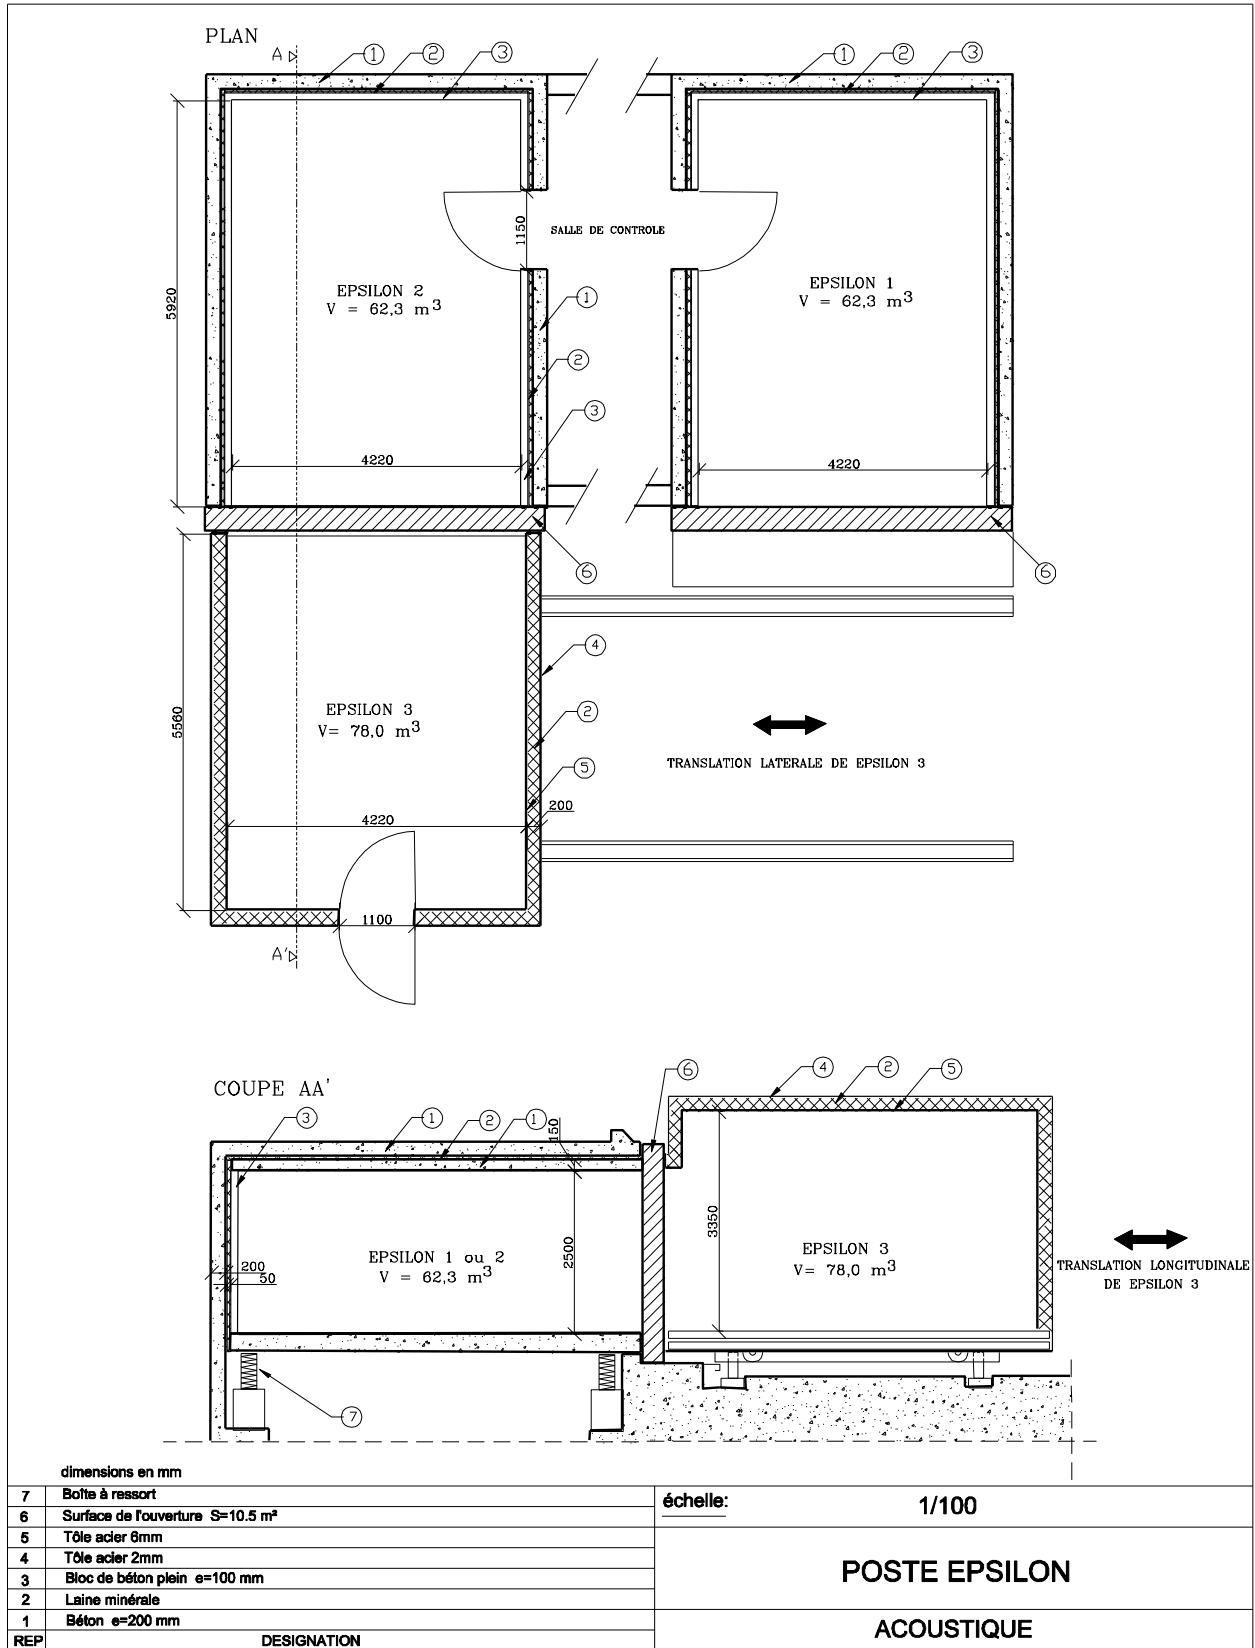 PLAN
A
1
2
3
1
2
3
5920
1150
SALLE DE CONTROLE
EPSILON 2
V = 62,3 m³
EPSILON 1
V = 62,3 m³
1
2
3
4220
4220
6
6
4
5560
EPSILON 3
V= 78,0 m³
2
TRANSLATION LATERALE DE EPSILON 3
5
200
4220
1100
A'
COUPE AA'
6
4
2
5
3
1
2
1
150
3350
2500
EPSILON 1 ou 2
V = 62,3 m³
EPSILON 3
V= 78,0 m³
200
50
TRANSLATION LONGITUDINALE
DE EPSILON 3
7
dimensions en mm
7 Boîte à ressort
6 Surface de l'ouverture S=10.5 m²
5 Tôle acier 6mm
4 Tôle acier 2mm
3 Bloc de béton plein e=100 mm
2 Laine minérale
1 Béton e=200 mm
REP DESIGNATION
échelle: 1/100
POSTE EPSILON
ACOUSTIQUE